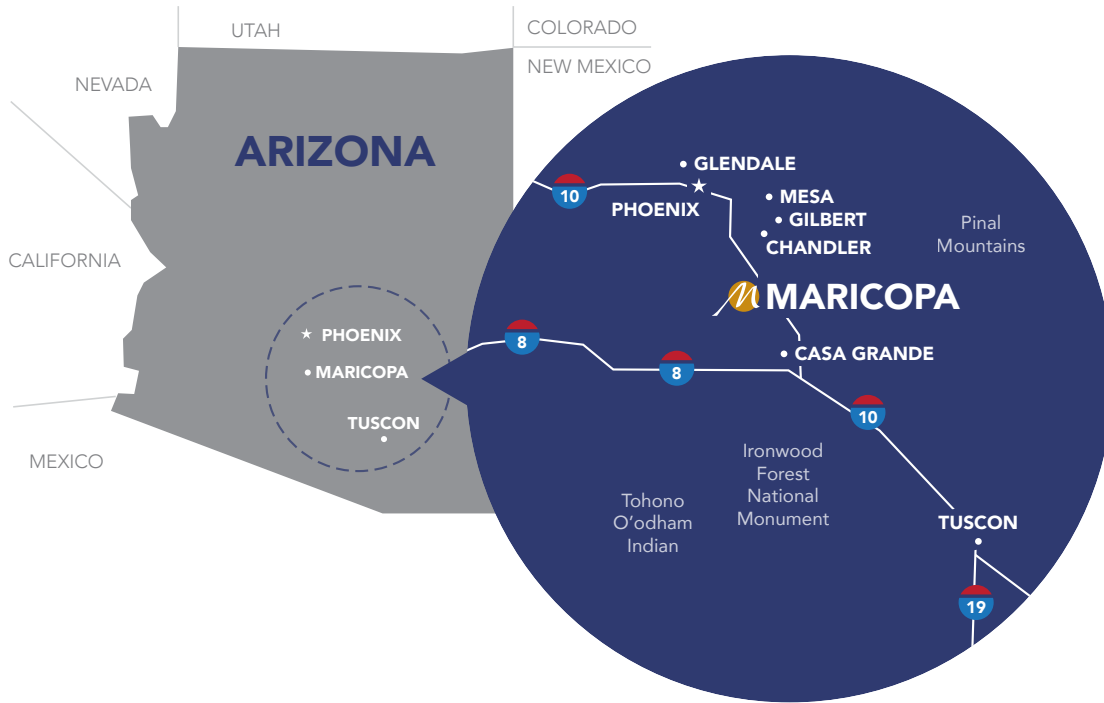 UTAH
COLORADO
NEW MEXICO
NEVADA
ARIZONA
CALIFORNIA
MEXICO
PHOENIX
MARICOPA
TUSCON
GLENDALE
10
PHOENIX
MESA
GILBERT
CHANDLER
Pinal
Mountains
M MARICOPA
8
8
CASA GRANDE
10
Ironwood
Forest
National
Monument
Tohono
O'odham
Indian
TUSCON
19